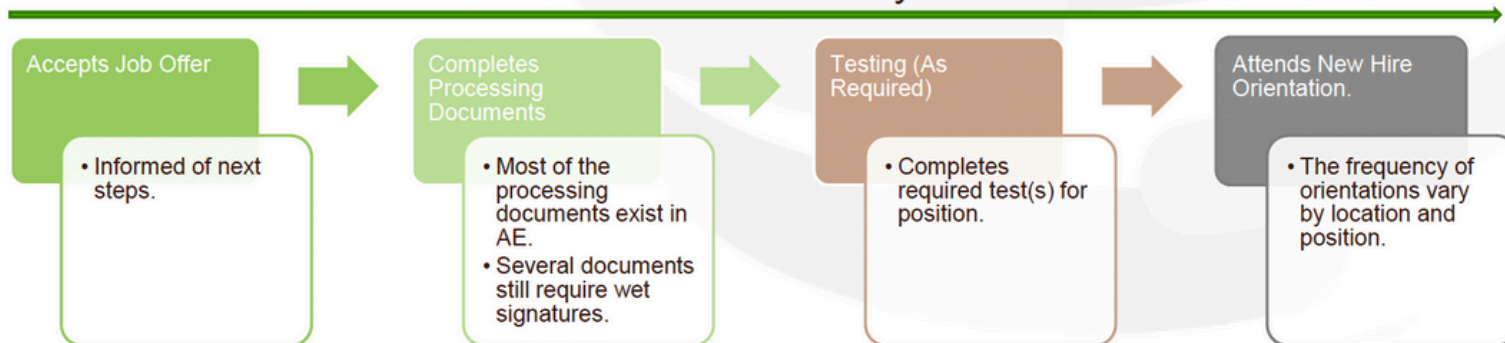 Accepts Job Offer
• Informed of next
steps.
Completes
Processing
Documents
• Most of the
processing
documents exist in
AE.
• Several documents
still require wet
signatures.
Testing (As
Required)
• Completes
required test(s) for
position.
Attends New Hire
Orientation.
• The frequency of
orientations vary
by location and
position.